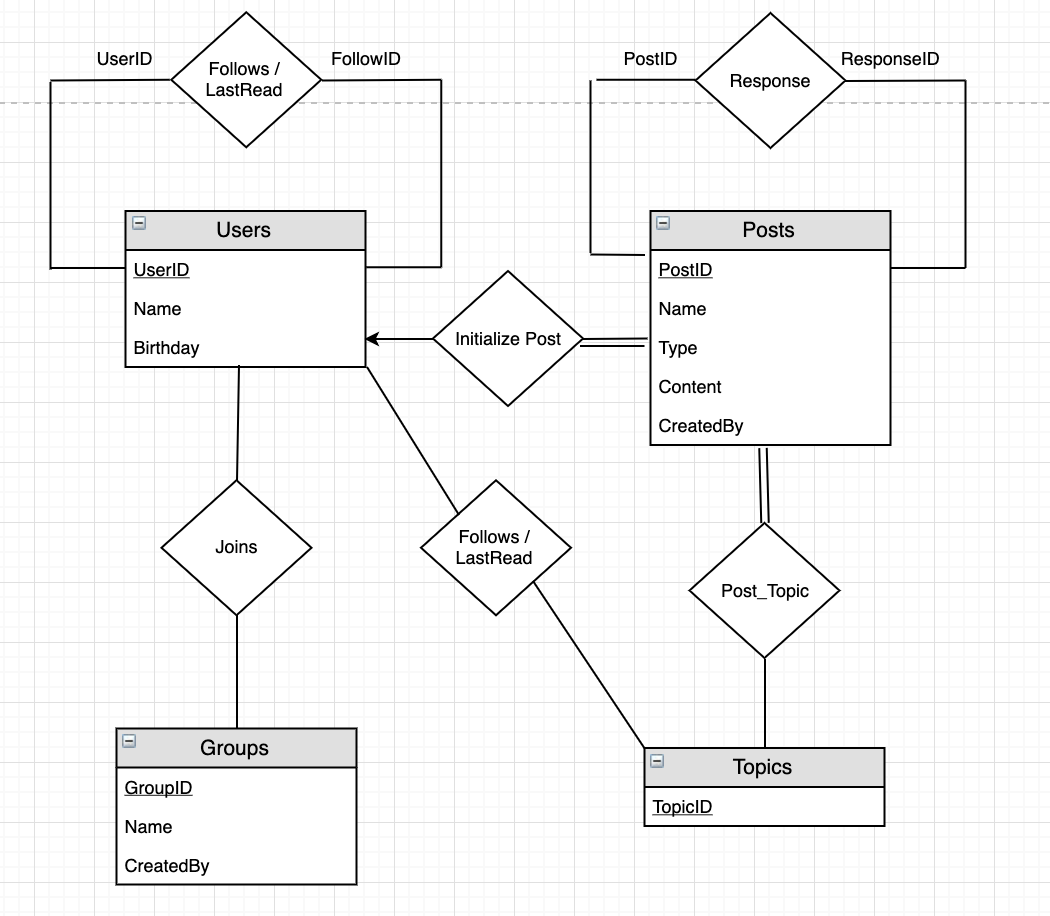 UserID
Follows /
LastRead
FollowID
PostID
Response
ResponseID
Users
UserID
Name
Birthday
Initialize Post
Posts
PostID
Name
Type
Content
CreatedBy
Joins
Follows /
LastRead
Post_Topic
Groups
GroupID
Name
CreatedBy
Topics
TopicID